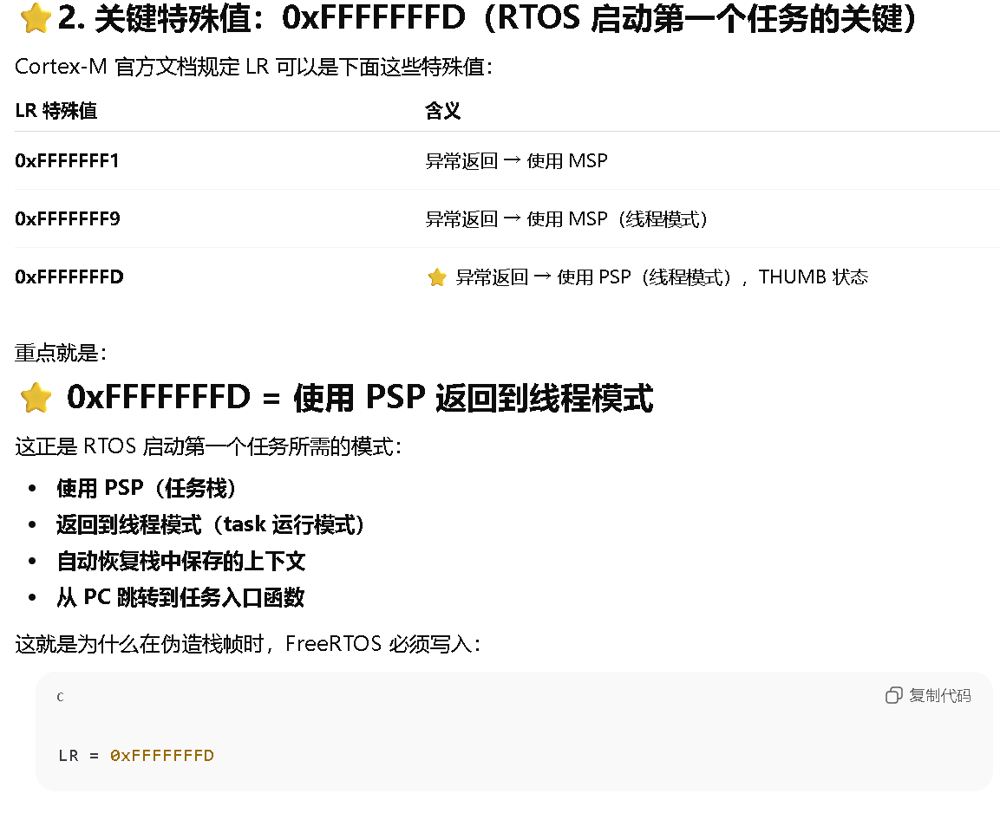 ⭐ 2. 关键特殊值：0xFFFFFFFD（RTOS 启动第一个任务的关键）
Cortex-M 官方文档规定 LR 可以是下面这些特殊值：
LR 特殊值 含义
0xFFFFFFF1 异常返回 → 使用 MSP
0xFFFFFFF9 异常返回 → 使用 MSP（线程模式）
0xFFFFFFFD ⭐ 异常返回 → 使用 PSP（线程模式），THUMB 状态
重点就是：
⭐ 0xFFFFFFFD = 使用 PSP 返回到线程模式
这正是 RTOS 启动第一个任务所需的模式：
• 使用 PSP（任务栈）
• 返回到线程模式（task 运行模式）
• 自动恢复栈中保存的上下文
• 从 PC 跳转到任务入口函数
这就是为什么在伪造栈帧时，FreeRTOS 必须写入：
c 复制代码
LR = 0xFFFFFFFD